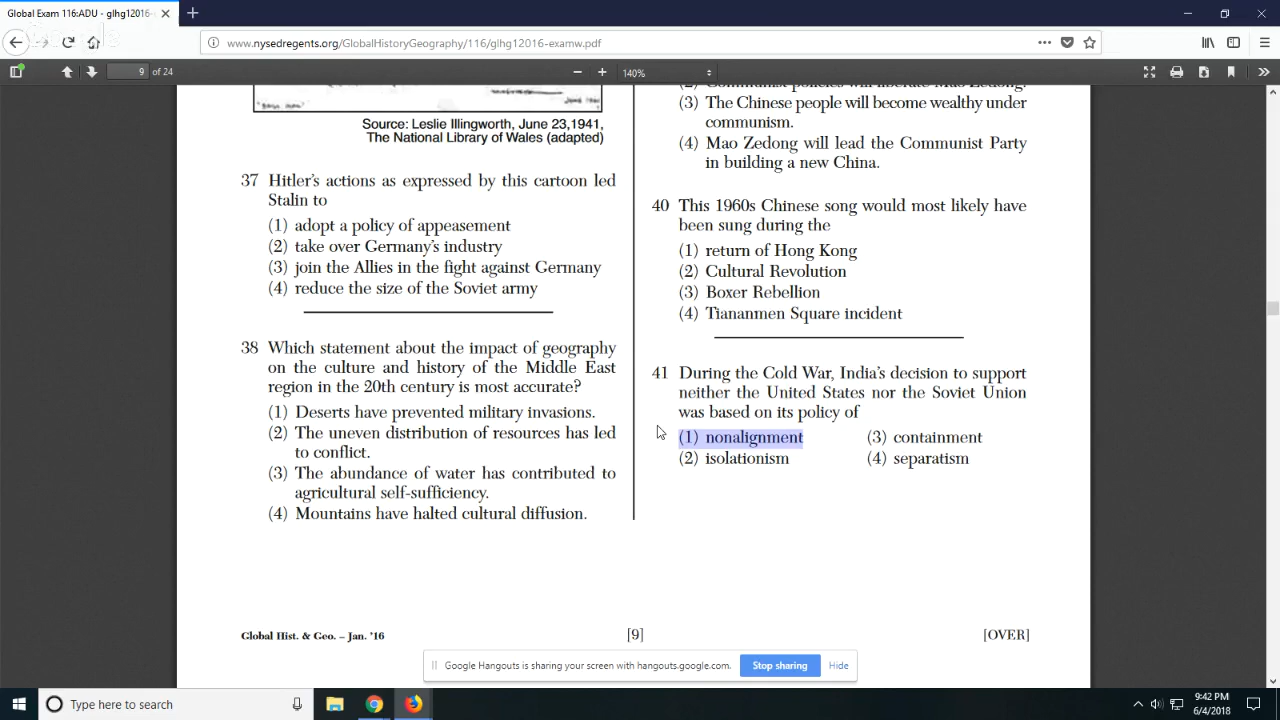 Global Exam 116:ADU - glhg12016-
www.nysedregents.org/GlobalHistoryGeography/116/glhg12016-examw.pdf
9 of 24
140%
Source: Leslie Illingworth, June 23,1941,
The National Library of Wales (adapted)
37 Hitler's actions as expressed by this cartoon led
Stalin to
(1) adopt a policy of appeasement
(2) take over Germany's industry
(3) join the Allies in the fight against Germany
(4) reduce the size of the Soviet army
38 Which statement about the impact of geography
on the culture and history of the Middle East
region in the 20th century is most accurate?
(1) Deserts have prevented military invasions.
(2) The uneven distribution of resources has led
to conflict.
(3) The abundance of water has contributed to
agricultural self-sufficiency.
(4) Mountains have halted cultural diffusion.
(2) Communist policies will liberate Mao Zedong.
(3) The Chinese people will become wealthy under
communism.
(4) Mao Zedong will lead the Communist Party
in building a new China.
40 This 1960s Chinese song would most likely have
been sung during the
(1) return of Hong Kong
(2) Cultural Revolution
(3) Boxer Rebellion
(4) Tiananmen Square incident
41 During the Cold War, India's decision to support
neither the United States nor the Soviet Union
was based on its policy of
(1) nonalignment (3) containment
(2) isolationism (4) separatism
Global Hist. & Geo. – Jan. '16 [9] [OVER]
Google Hangouts is sharing your screen with hangouts.google.com. Stop sharing Hide
Type here to search
9:42 PM
6/4/2018